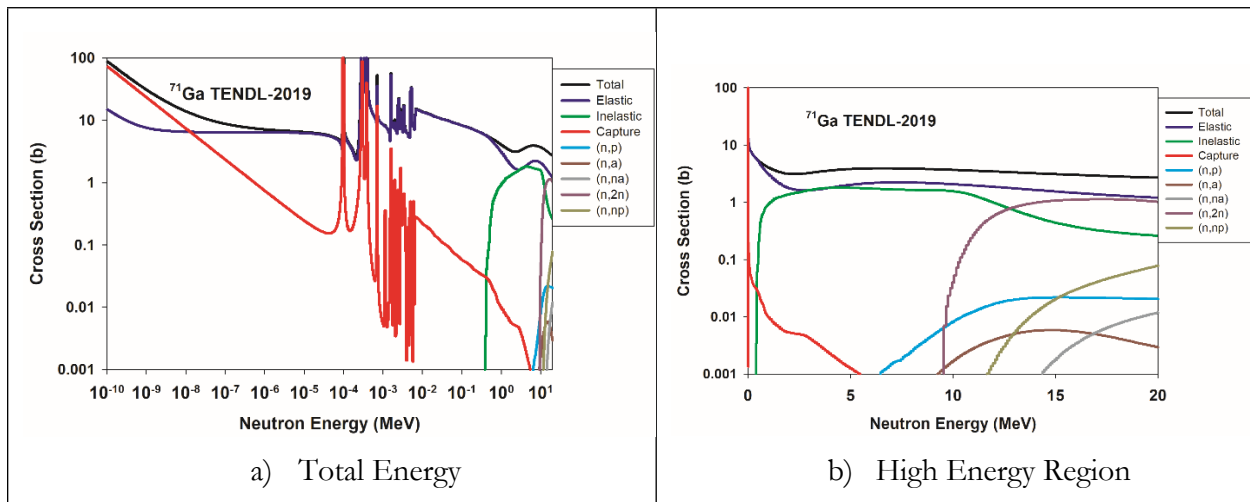 ⁷¹Ga TENDL-2019
Cross Section (b)
100
10
1
0.1
0.01
0.001
10⁻¹⁰ 10⁻⁹ 10⁻⁸ 10⁻⁷ 10⁻⁶ 10⁻⁵ 10⁻⁴ 10⁻³ 10⁻² 10⁻¹ 10⁰ 10¹
Neutron Energy (MeV)
Total
Elastic
Inelastic
Capture
(n,p)
(n,a)
(n,na)
(n,2n)
(n,np)
a) Total Energy
⁷¹Ga TENDL-2019
Cross Section (b)
100
10
1
0.1
0.01
0.001
0 5 10 15 20
Neutron Energy (MeV)
Total
Elastic
Inelastic
Capture
(n,p)
(n,a)
(n,na)
(n,2n)
(n,np)
b) High Energy Region